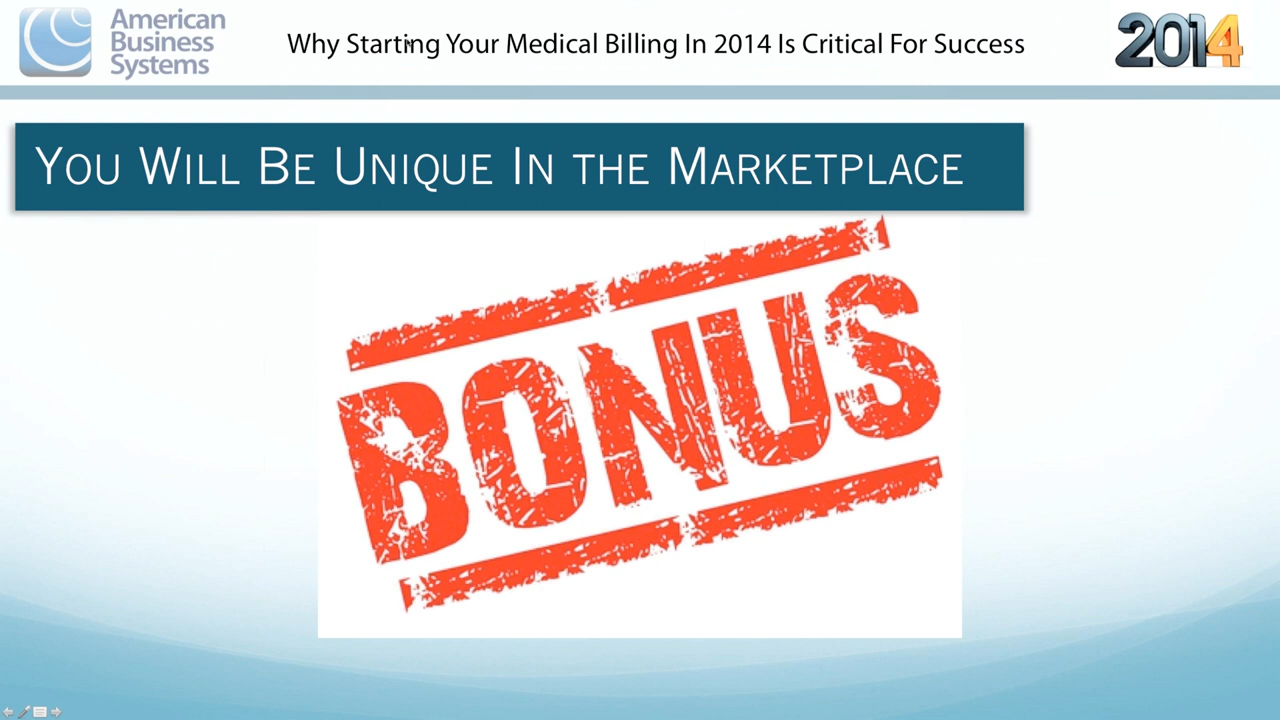 American
Business
Systems
Why Starting Your Medical Billing In 2014 Is Critical For Success
2014
YOU WILL BE UNIQUE IN THE MARKETPLACE
BONUS